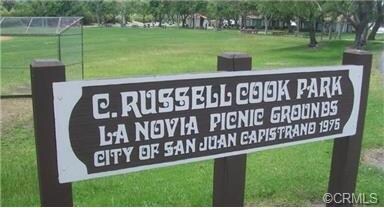 C. RUSSELL COOK PARK
LA NOVIA PICNIC GROUNDS
CITY OF SAN JUAN CAPISTRANO 1975
© CRMLS